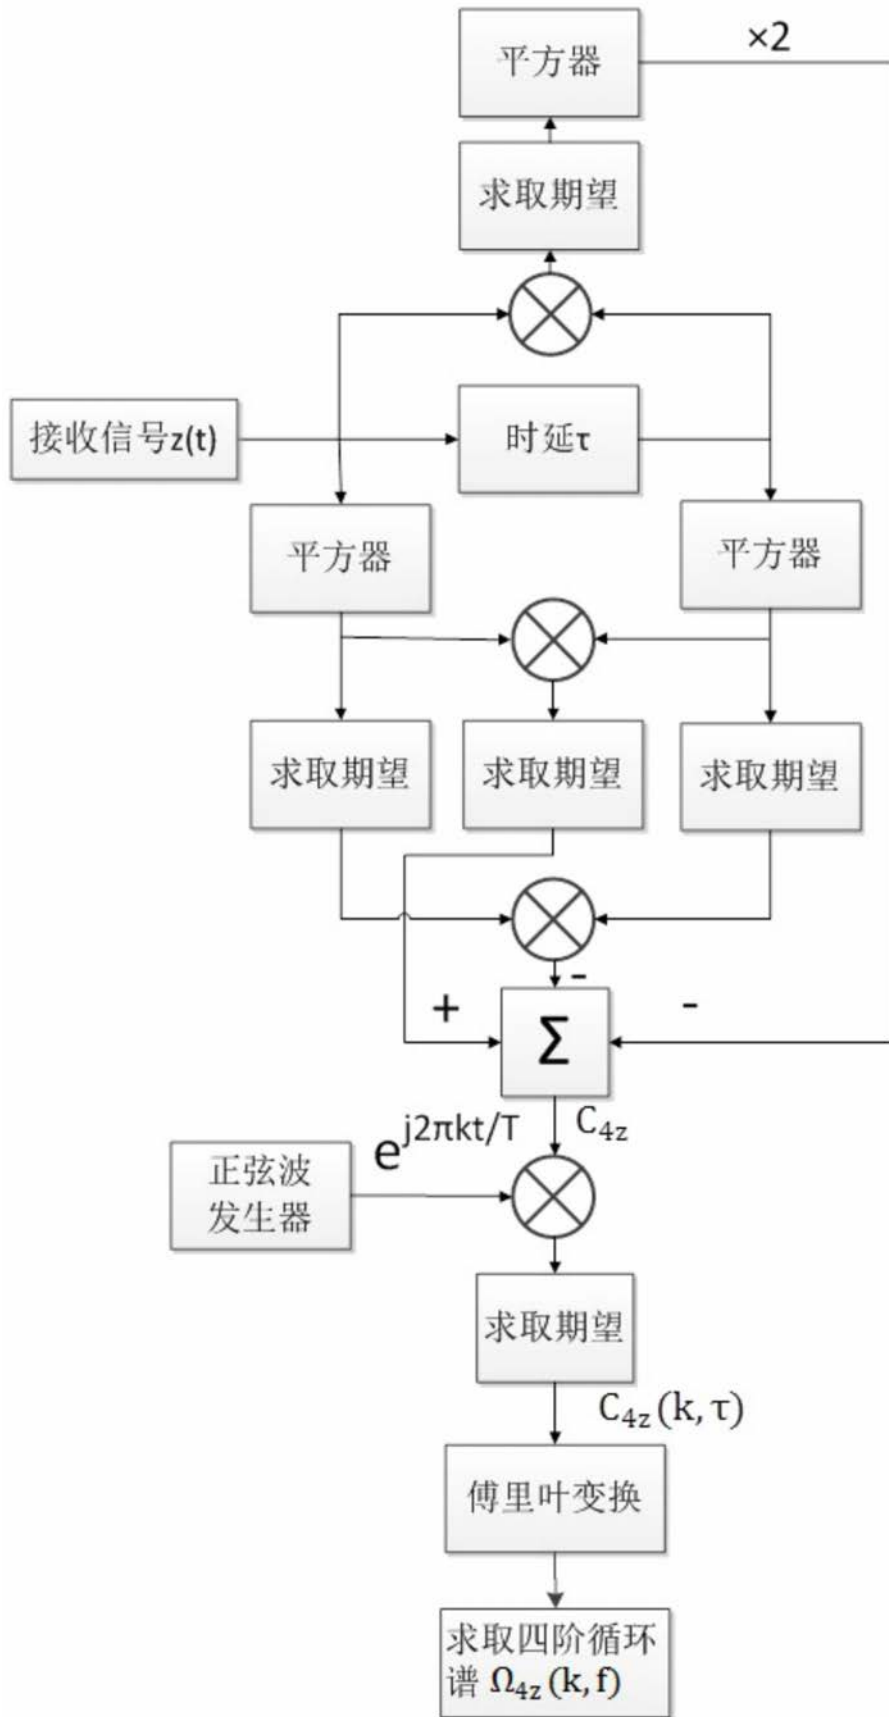 平方器
×2
求取期望
接收信号z(t)
时延τ
平方器
平方器
求取期望
求取期望
求取期望
-
+
-
Σ
e^{j2πkt/T}
C_{4z}
正弦波
发生器
求取期望
C_{4z}(k, τ)
傅里叶变换
求取四阶循环
谱 Ω_{4z}(k,f)